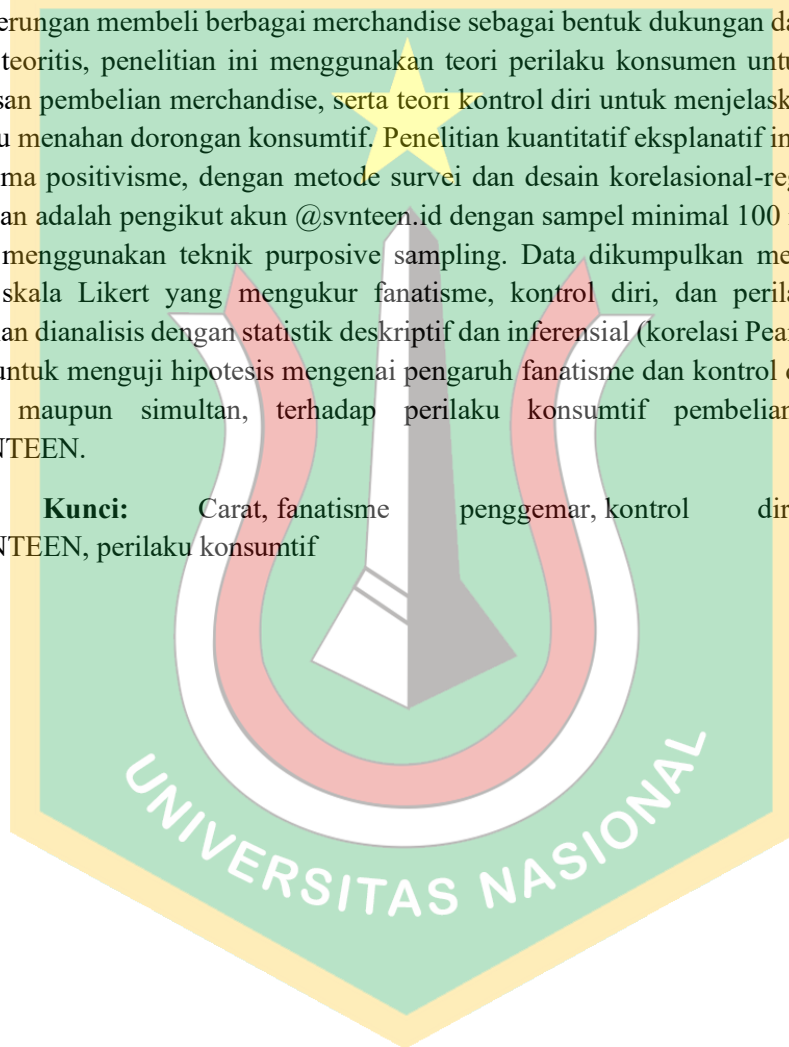 erungan membeli berbagai merchandise sebagai bentuk dukungan da
teoritis, penelitian ini menggunakan teori perilaku konsumen untu
san pembelian merchandise, serta teori kontrol diri untuk menjelask
u menahan dorongan konsumtif. Penelitian kuantitatif eksplanatif in
ma positivisme, dengan metode survei dan desain korelasional-reg
an adalah pengikut akun @svnteen.id dengan sampel minimal 100
menggunakan teknik purposive sampling. Data dikumpulkan me
skala Likert yang mengukur fanatisme, kontrol diri, dan perila
an dianalisis dengan statistik deskriptif dan inferensial (korelasi Pear
untuk menguji hipotesis mengenai pengaruh fanatisme dan kontrol d
maupun simultan, terhadap perilaku konsumtif pembelian
NTEEN.
Kunci: Carat, fanatisme penggemar, kontrol dir
NTEEN, perilaku konsumtif
UNIVERSITAS NASIONAL